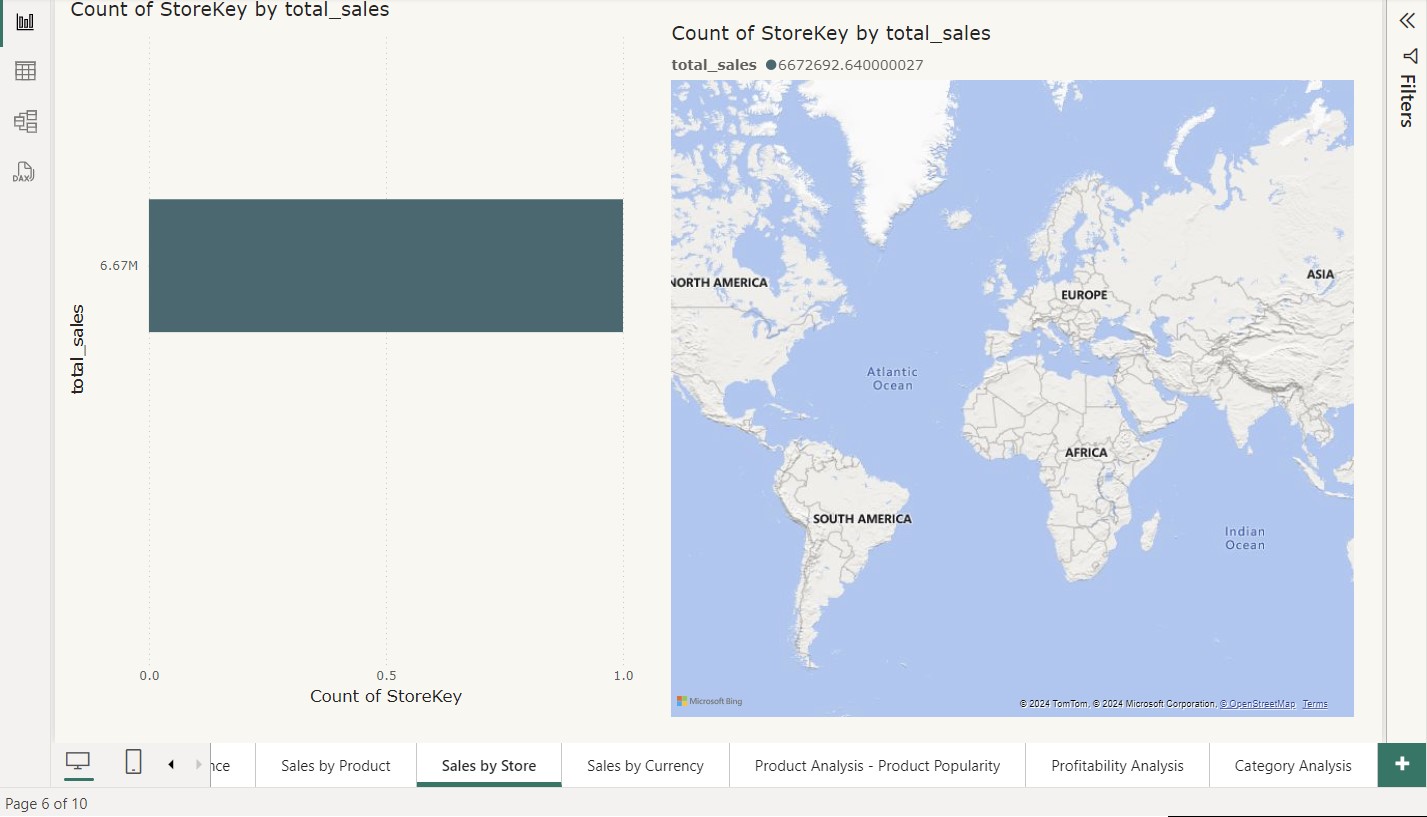 Count of StoreKey by total_sales
6.67M
total_sales
0.0 0.5 1.0
Count of StoreKey
Count of StoreKey by total_sales
total_sales 6672692.640000027
NORTH AMERICA
EUROPE
ASIA
Atlantic
Ocean
AFRICA
SOUTH AMERICA
Indian
Ocean
Microsoft Bing
© 2024 TomTom, © 2024 Microsoft Corporation, © OpenStreetMap Terms
Filters
DAX
nce
Sales by Product
Sales by Store
Sales by Currency
Product Analysis - Product Popularity
Profitability Analysis
Category Analysis
+
Page 6 of 10